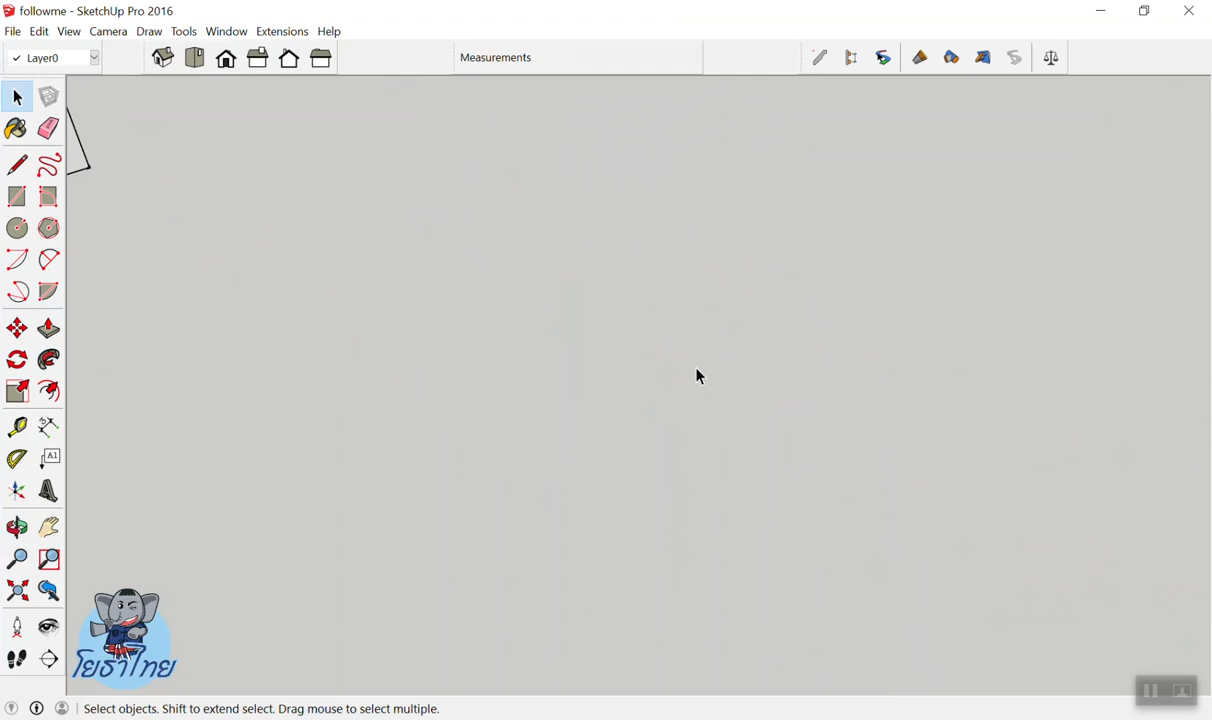 followme - SketchUp Pro 2016
File Edit View Camera Draw Tools Window Extensions Help
Layer0
Measurements
A1
โยธาไทย
Select objects. Shift to extend select. Drag mouse to select multiple.